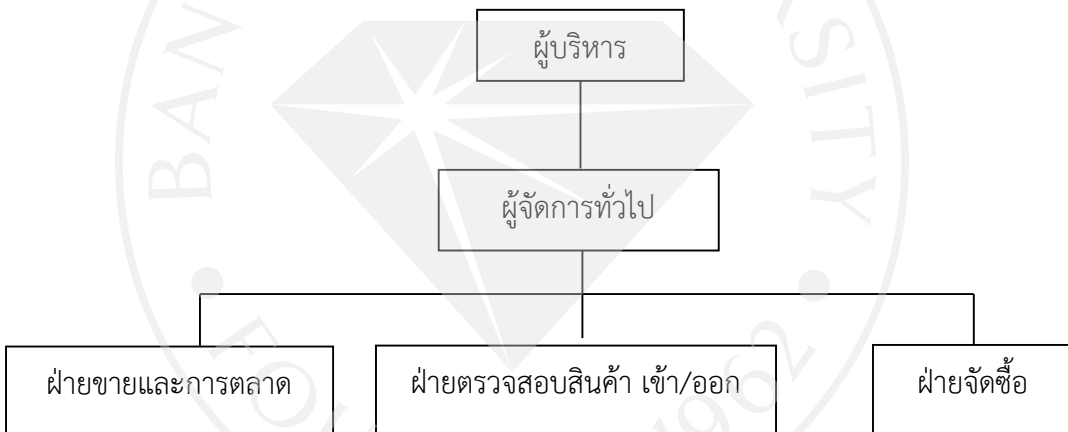 ผู้บริหาร
ผู้จัดการทั่วไป
ฝ่ายขายและการตลาด
ฝ่ายตรวจสอบสินค้า เข้า/ออก
ฝ่ายจัดซื้อ